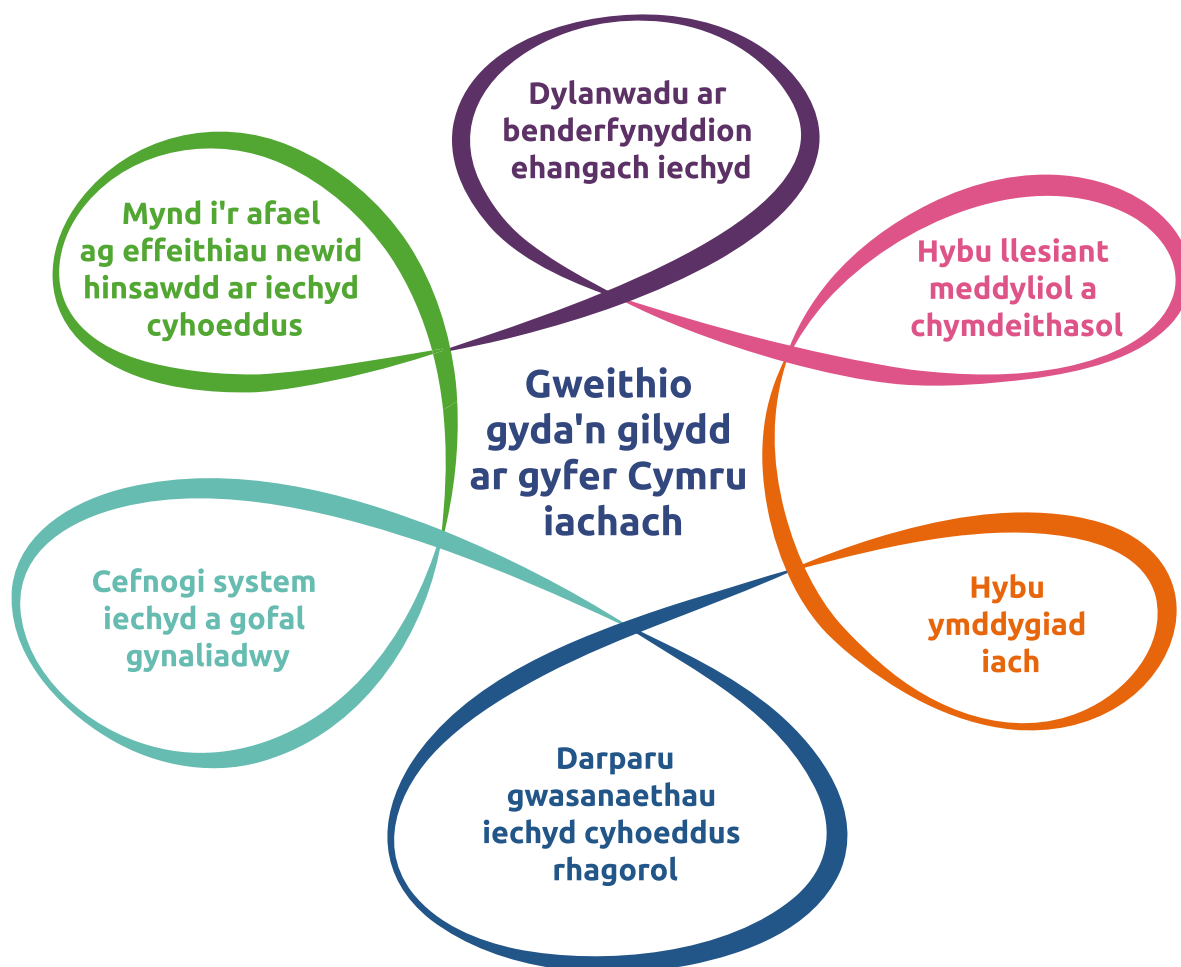 Dylanwadu ar
benderfynyddion
ehangach iechyd
Mynd i'r afael
ag effeithiau newid
hinsawdd ar iechyd
cyhoeddus
Hybu llesiant
meddyliol a
chymdeithasol
Gweithio
gyda'n gilydd
ar gyfer Cymru
iachach
Cefnogi system
iechyd a gofal
gynaliadwy
Hybu
ymddygiad
iach
Darparu
gwasanaethau
iechyd cyhoeddus
rhagorol